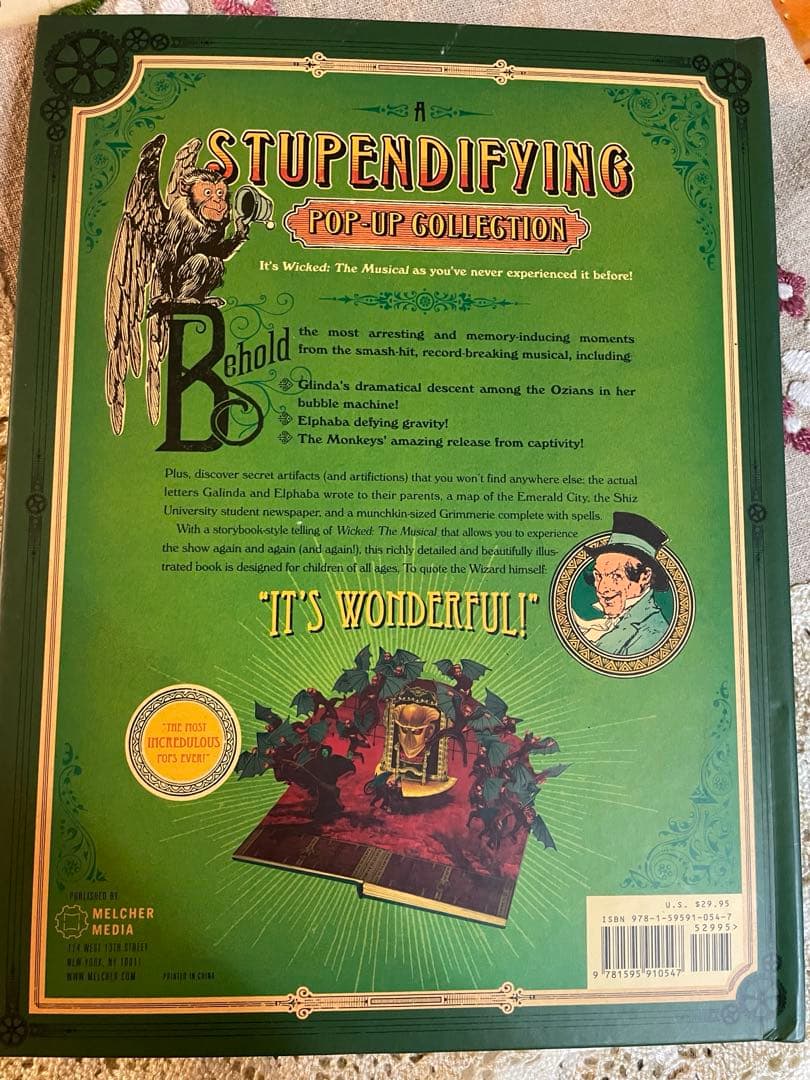 A
STUPENDIFYING
POP-UP COLLECTION
It's Wicked: The Musical as you've never experienced it before!
Behold the most arresting and memory-inducing moments
from the smash-hit, record-breaking musical, including:
Glinda's dramatical descent among the Ozians in her
bubble machine!
Elphaba defying gravity!
The Monkeys' amazing release from captivity!
Plus, discover secret artifacts (and artifictions) that you won't find anywhere else: the actual
letters Galinda and Elphaba wrote to their parents, a map of the Emerald City, the Shiz
University student newspaper, and a munchkin-sized Grimmerie complete with spells.
With a storybook-style telling of Wicked: The Musical that allows you to experience
the show again and again (and again!), this richly detailed and beautifully illus-
trated book is designed for children of all ages. To quote the Wizard himself:
"IT'S WONDERFUL!"
"THE MOST
INCREDULOUS
POPS EVER!"
PUBLISHED BY
MELCHER
MEDIA
124 WEST 13TH STREET
NEW YORK, NY 10011
WWW.MELCHER.COM
PRINTED IN CHINA
U.S. $29.95
ISBN 978-1-59591-054-7
52995>
9 781595 910547